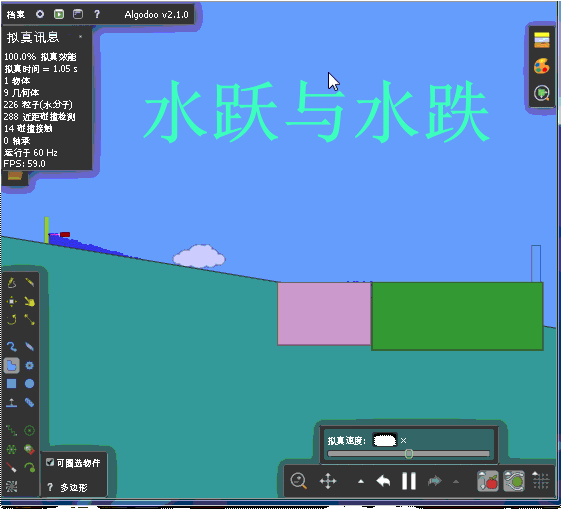 档案 ? Algodoo v2.1.0
拟真讯息
100.0% 拟真效能
拟真时间 = 1.05 s
1 物体
9 几何体
226 粒子(水分子)
288 近距碰撞检测
14 碰撞接触
0 轴承
运行于 60 Hz
FPS: 59.0
水跃与水跌
拟真速度: ×
可圈选物件
? 多边形